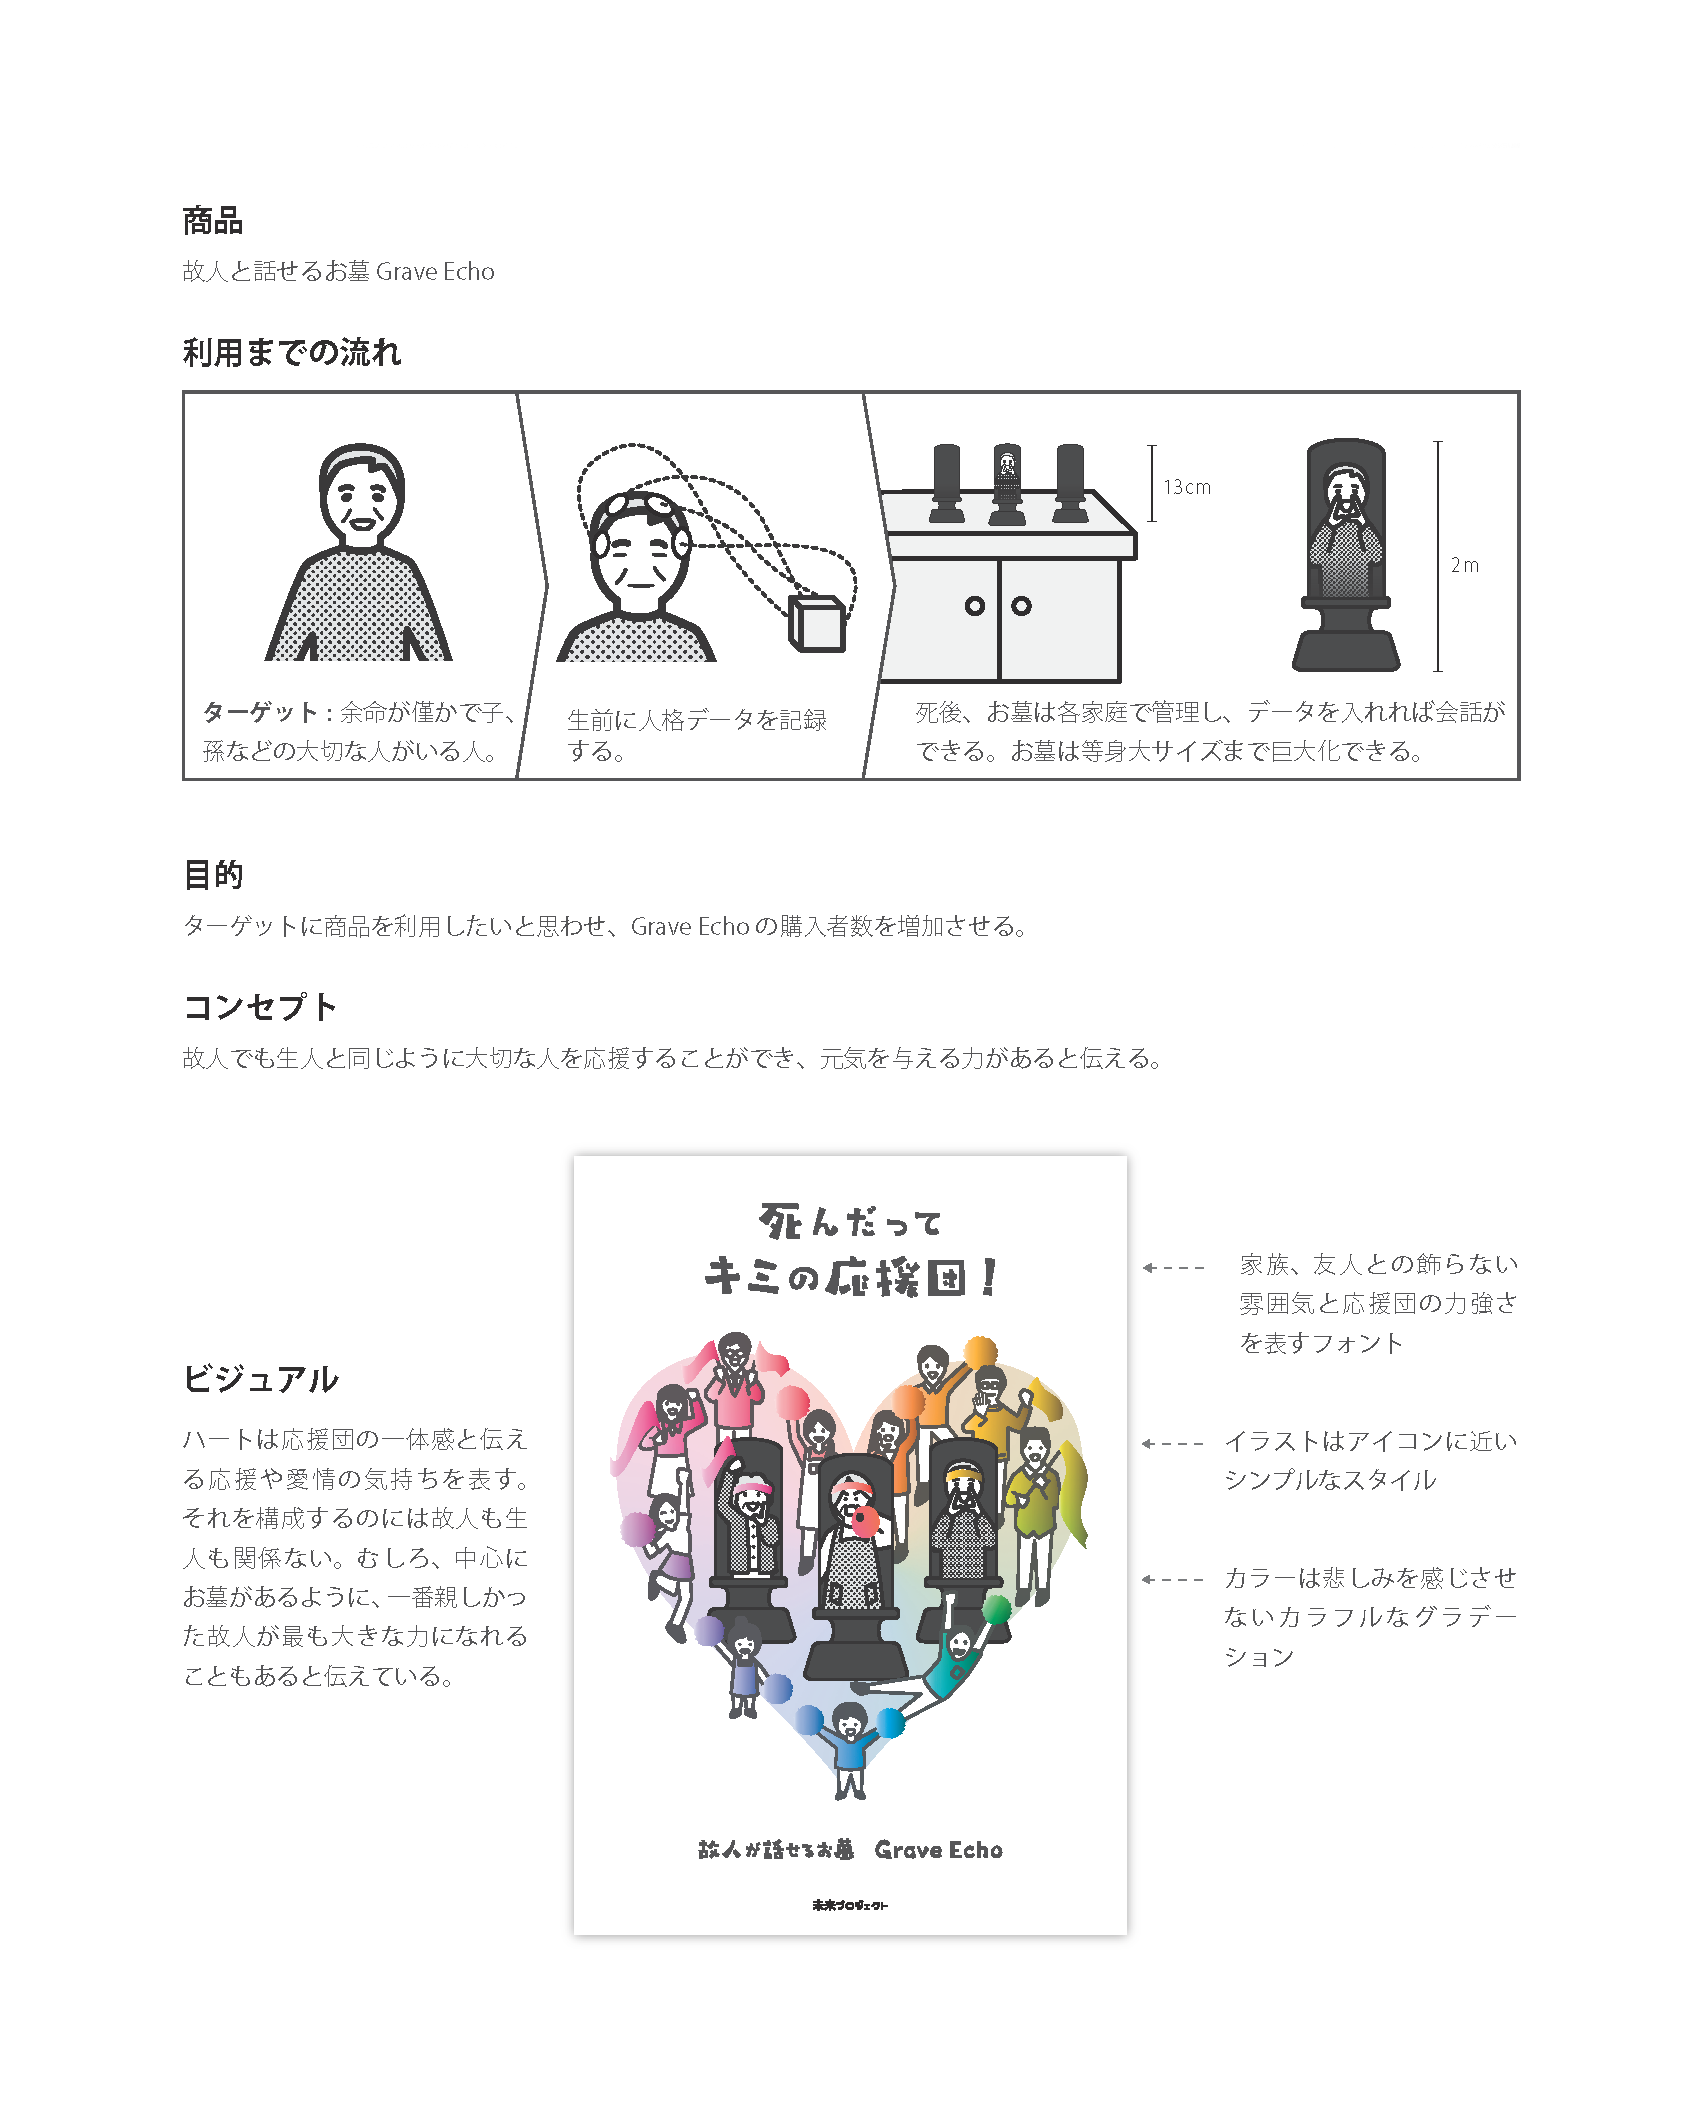 商品
故人と話せるお墓 Grave Echo
利用までの流れ
13cm
2m
ターゲット：余命が僅かで子、
孫などの大切な人がいる人。
生前に人格データを記録
する。
死後、お墓は各家庭で管理し、データを入れれば会話が
できる。お墓は等身大サイズまで巨大化できる。
目的
ターゲットに商品を利用したいと思わせ、Grave Echoの購入者数を増加させる。
コンセプト
故人でも生人と同じように大切な人を応援することができ、元気を与える力があると伝える。
ビジュアル
ハートは応援団の一体感と伝え
る応援や愛情の気持ちを表す。
それを構成するのには故人も生
人も関係ない。むしろ、中心に
お墓があるように、一番親しかっ
た故人が最も大きな力になれる
こともあると伝えている。
死んだって
キミの応援団！
故人が話せるお墓 Grave Echo
未来プロジェクト
家族、友人との飾らない
雰囲気と応援団の力強さ
を表すフォント
イラストはアイコンに近い
シンプルなスタイル
カラーは悲しみを感じさせ
ないカラフルなグラデー
ション